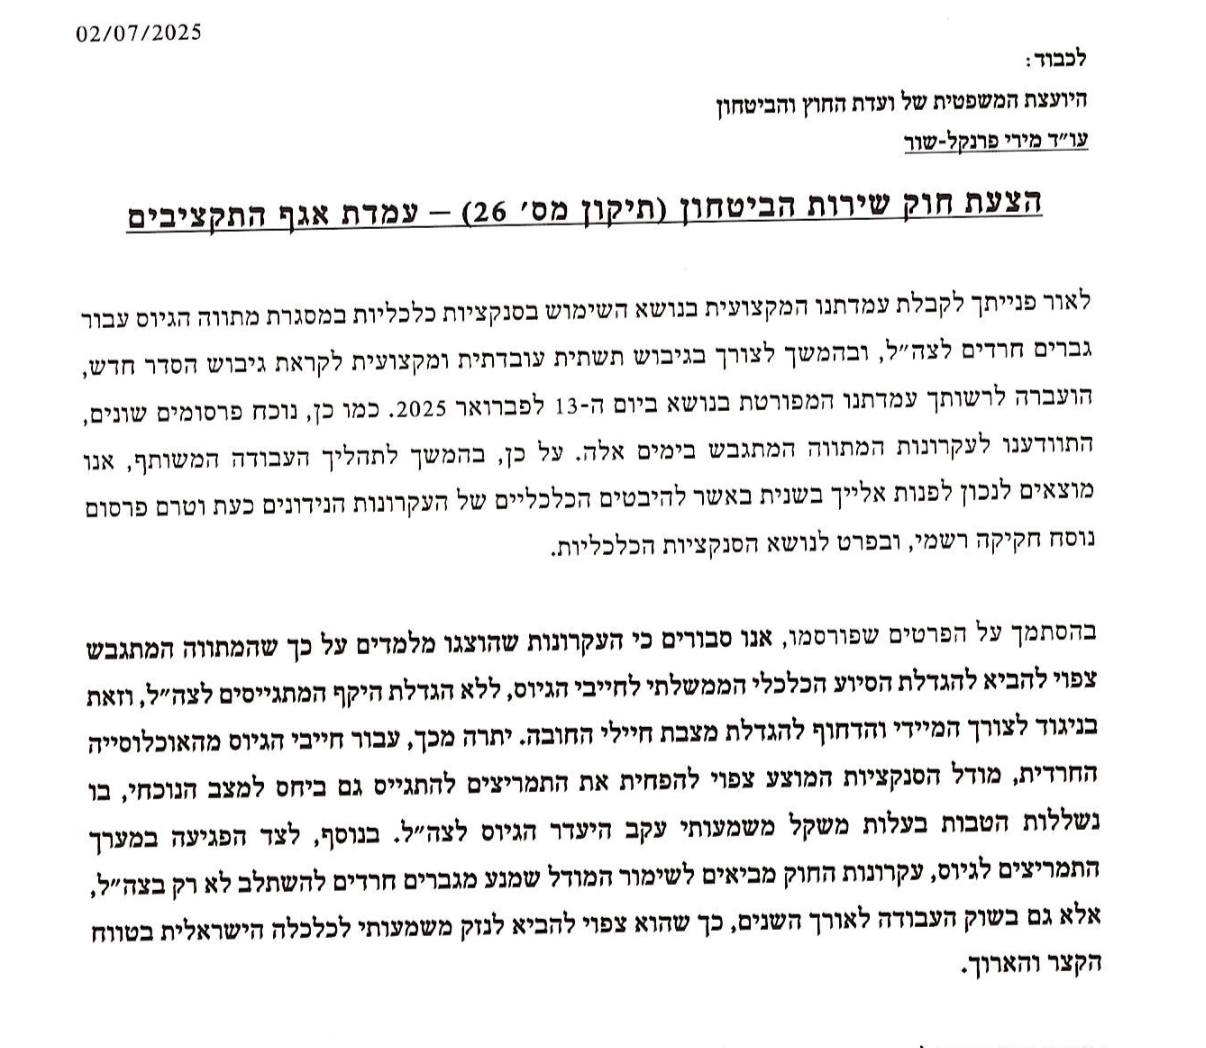 02/07/2025
לכבוד:
היועצת המשפטית של ועדת החוץ והביטחון
עו״ד מירי פרנקל-שור
הצעת חוק שירות הביטחון (תיקון מס׳ 26) – עמדת אגף התקציבים
לאור פנייתך לקבלת עמדתנו המקצועית בנושא השימוש בסנקציות כלכליות במסגרת מתווה הגיוס עבור
גברים חרדים לצה״ל, ובהמשך לצורך בגיבוש תשתית עובדתית ומקצועית לקראת גיבוש הסדר חדש,
הועברה לרשותך עמדתנו המפורטת בנושא ביום ה-13 לפברואר 2025. כמו כן, נוכח פרסומים שונים,
התוודענו לעקרונות המתווה המתגבש בימים אלה. על כן, בהמשך לתהליך העבודה המשותף, אנו
מוצאים לנכון לפנות אלייך בשנית באשר להיבטים הכלכליים של העקרונות הנידונים כעת וטרם פרסום
נוסח חקיקה רשמי, ובפרט לנושא הסנקציות הכלכליות.
בהסתמך על הפרטים שפורסמו, אנו סבורים כי העקרונות שהוצגו מלמדים על כך שהמתווה המתגבש
צפוי להביא להגדלת הסיוע הכלכלי הממשלתי לחייבי הגיוס, ללא הגדלת היקף המתגייסים לצה״ל, וזאת
בניגוד לצורך המיידי והדחוף להגדלת מצבת חיילי החובה. יתרה מכך, עבור חייבי הגיוס מהאוכלוסייה
החרדית, מודל הסנקציות המוצע צפוי להפחית את התמריצים להתגייס גם ביחס למצב הנוכחי, בו
נשללות הטבות בעלות משקל משמעותי עקב היעדר הגיוס לצה״ל. בנוסף, לצד הפגיעה במערך
התמריצים לגיוס, עקרונות החוק מביאים לשימור המודל שמנע מגברים חרדים להשתלב לא רק בצה״ל,
אלא גם בשוק העבודה לאורך השנים, כך שהוא צפוי להביא לנזק משמעותי לכלכלה הישראלית בטווח
הקצר והארוך.